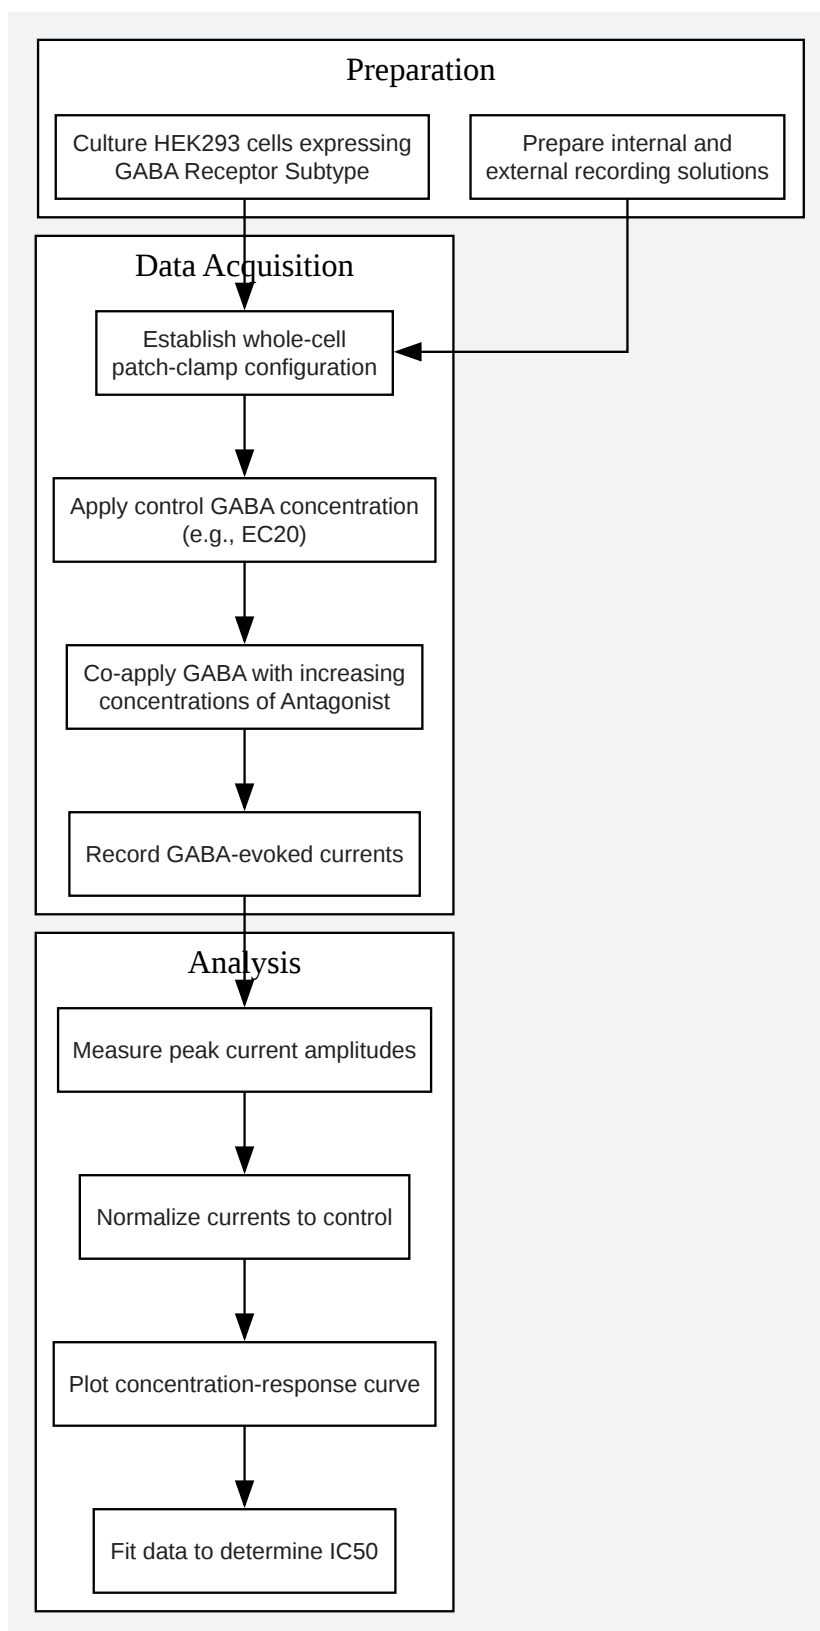 Preparation
Culture HEK293 cells expressing
GABA Receptor Subtype
Prepare internal and
external recording solutions
Data Acquisition
Establish whole-cell
patch-clamp configuration
Apply control GABA concentration
(e.g., EC20)
Co-apply GABA with increasing
concentrations of Antagonist
Record GABA-evoked currents
Analysis
Measure peak current amplitudes
Normalize currents to control
Plot concentration-response curve
Fit data to determine IC50